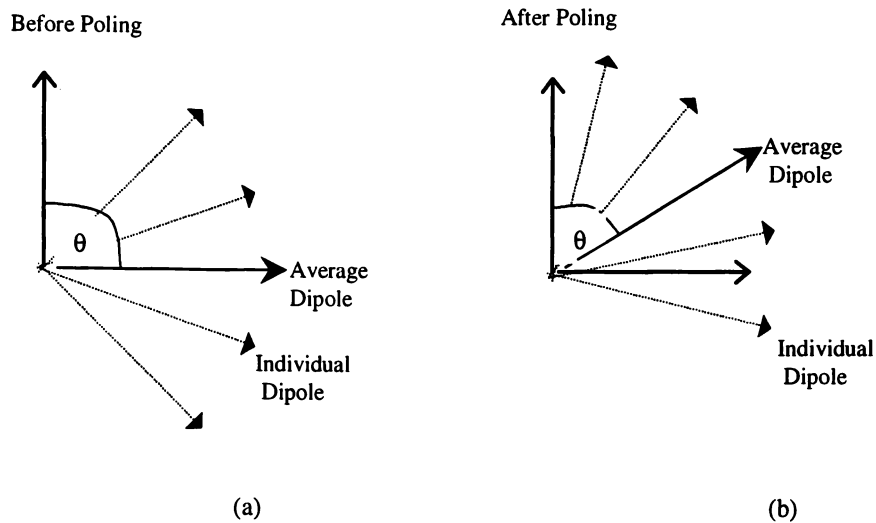 Before Poling
θ
Average
Dipole
Individual
Dipole
(a)
After Poling
Average
Dipole
θ
Individual
Dipole
(b)